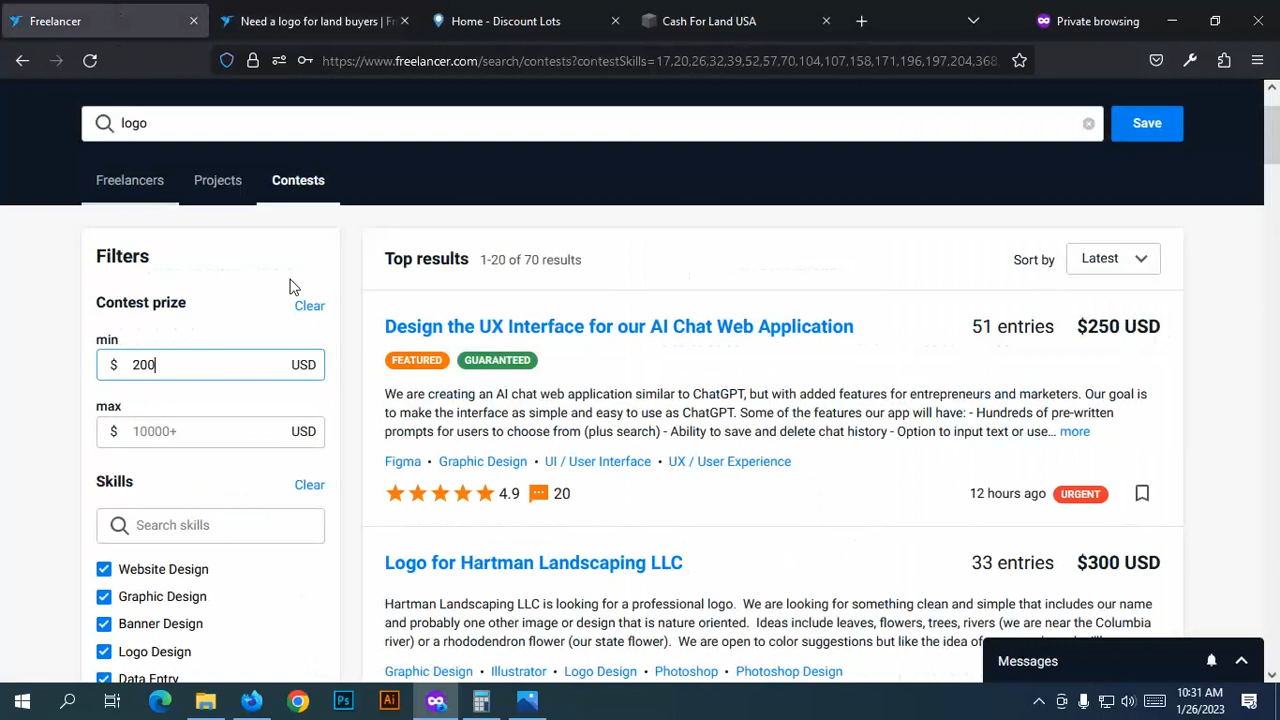 Freelancer
Need a logo for land buyers | Fr
Home - Discount Lots
Cash For Land USA
Private browsing
https://www.freelancer.com/search/contests?contestSkills=17,20,26,32,39,52,57,70,104,107,158,171,196,197,204,368,
logo
Save
Freelancers
Projects
Contests
Filters
Contest prize
Clear
min
$ 200 USD
max
$ 10000+ USD
Skills
Clear
Search skills
Website Design
Graphic Design
Banner Design
Logo Design
Data Entry
Top results 1-20 of 70 results
Sort by Latest
Design the UX Interface for our AI Chat Web Application 51 entries $250 USD
FEATURED GUARANTEED
We are creating an AI chat web application similar to ChatGPT, but with added features for entrepreneurs and marketers. Our goal is
to make the interface as simple and easy to use as ChatGPT. Some of the features our app will have: - Hundreds of pre-written
prompts for users to choose from (plus search) - Ability to save and delete chat history - Option to input text or use... more
Figma • Graphic Design • UI / User Interface • UX / User Experience
4.9 20 12 hours ago URGENT
Logo for Hartman Landscaping LLC 33 entries $300 USD
Hartman Landscaping LLC is looking for a professional logo. We are looking for something clean and simple that includes our name
and probably one other image or design that is nature oriented. Ideas include leaves, flowers, trees, rivers (we are near the Columbia
river) or a rhododendron flower (our state flower). We are open to color suggestions but like the idea of
Graphic Design • Illustrator • Logo Design • Photoshop • Photoshop Design
Messages
Ps
Ai
10:31 AM
1/26/2023